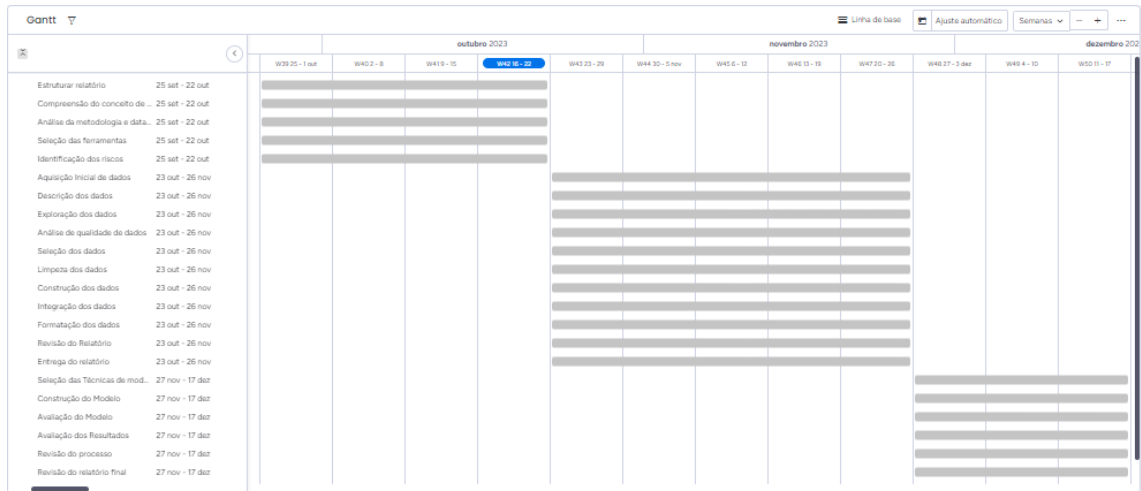 Gantt
Linha de base
Ajuste automático
Semanas
outubro 2023
novembro 2023
dezembro 202
W39 25 - 1 out
W40 2 - 8
W41 9 - 15
W42 16 - 22
W43 23 - 29
W44 30 - 5 nov
W45 6 - 12
W46 13 - 19
W47 20 - 26
W48 27 - 3 dez
W49 4 - 10
W50 11 - 17
Estruturar relatório 25 set - 22 out
Compreensão do conceito de ... 25 set - 22 out
Análise da metodologia e data... 25 set - 22 out
Seleção das ferramentas 25 set - 22 out
Identificação dos riscos 25 set - 22 out
Aquisição Inicial de dados 23 out - 26 nov
Descrição dos dados 23 out - 26 nov
Exploração dos dados 23 out - 26 nov
Análise de qualidade de dados 23 out - 26 nov
Seleção dos dados 23 out - 26 nov
Limpeza dos dados 23 out - 26 nov
Construção dos dados 23 out - 26 nov
Integração dos dados 23 out - 26 nov
Formatação dos dados 23 out - 26 nov
Revisão do Relatório 23 out - 26 nov
Entrega do relatório 23 out - 26 nov
Seleção das Técnicas de mod... 27 nov - 17 dez
Construção do Modelo 27 nov - 17 dez
Avaliação do Modelo 27 nov - 17 dez
Avaliação dos Resultados 27 nov - 17 dez
Revisão do processo 27 nov - 17 dez
Revisão do relatório final 27 nov - 17 dez